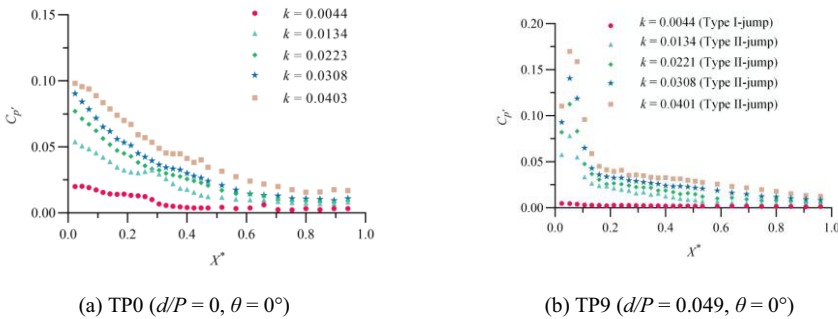 k = 0.0044
k = 0.0134
k = 0.0223
k = 0.0308
k = 0.0403
0.15
0.10
0.05
0.00
Cp'
0.0 0.2 0.4 0.6 0.8 1.0
X*
(a) TP0 (d/P = 0, θ = 0°)
k = 0.0044 (Type I-jump)
k = 0.0134 (Type II-jump)
k = 0.0221 (Type II-jump)
k = 0.0308 (Type II-jump)
k = 0.0401 (Type II-jump)
0.20
0.15
0.10
0.05
0.00
Cp'
0.0 0.2 0.4 0.6 0.8 1.0
X*
(b) TP9 (d/P = 0.049, θ = 0°)